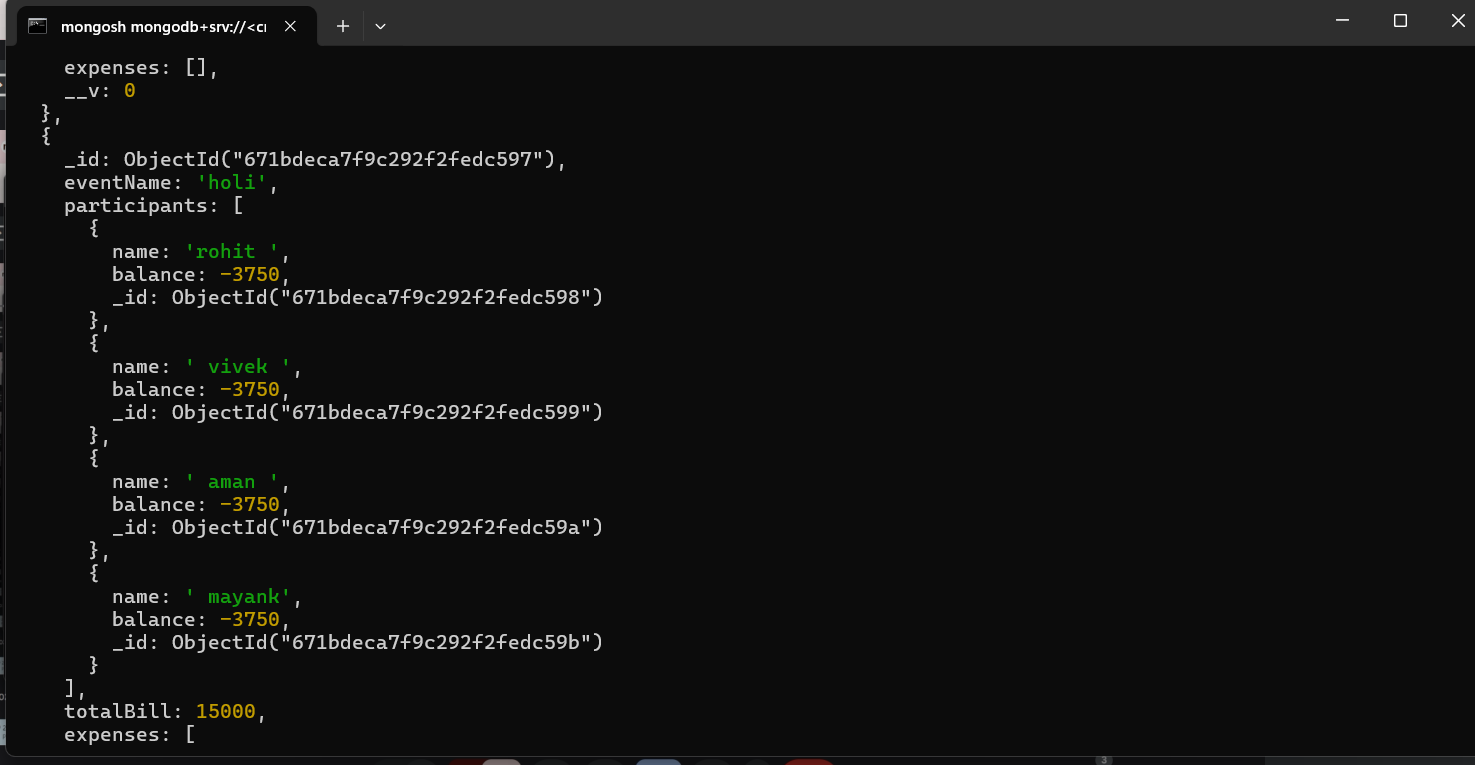 mongosh mongodb+srv://<cr
expenses: [],
__v: 0
},
{
_id: ObjectId("671bdeca7f9c292f2fedc597"),
eventName: 'holi',
participants: [
{
name: 'rohit ',
balance: -3750,
_id: ObjectId("671bdeca7f9c292f2fedc598")
},
{
name: ' vivek ',
balance: -3750,
_id: ObjectId("671bdeca7f9c292f2fedc599")
},
{
name: ' aman ',
balance: -3750,
_id: ObjectId("671bdeca7f9c292f2fedc59a")
},
{
name: ' mayank',
balance: -3750,
_id: ObjectId("671bdeca7f9c292f2fedc59b")
}
],
totalBill: 15000,
expenses: [
3